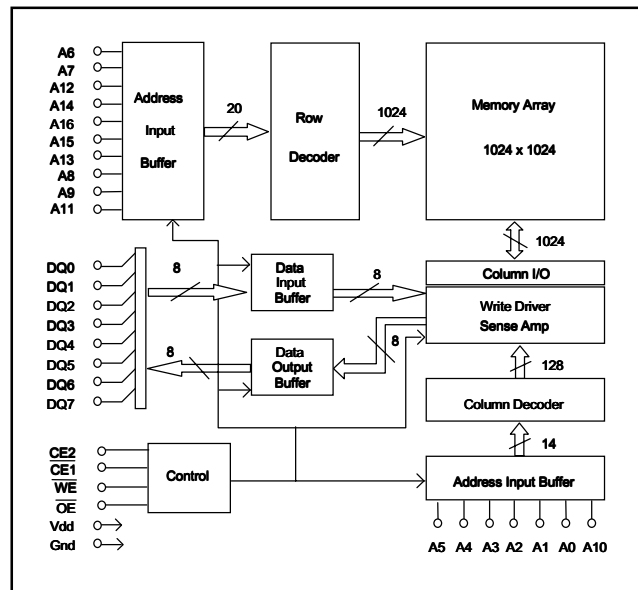 A6
A7
A12
A14
A16
A15
A13
A8
A9
A11
Address
Input
Buffer
20
Row
Decoder
1024
Memory Array
1024 x 1024
1024
DQ0
DQ1
DQ2
DQ3
DQ4
DQ5
DQ6
DQ7
8
Data
Input
Buffer
8
Column I/O
Write Driver
Sense Amp
8
Data
Output
Buffer
8
128
Column Decoder
14
Address Input Buffer
CE2
CE1
WE
OE
Vdd
Gnd
Control
A5 A4 A3 A2 A1 A0 A10